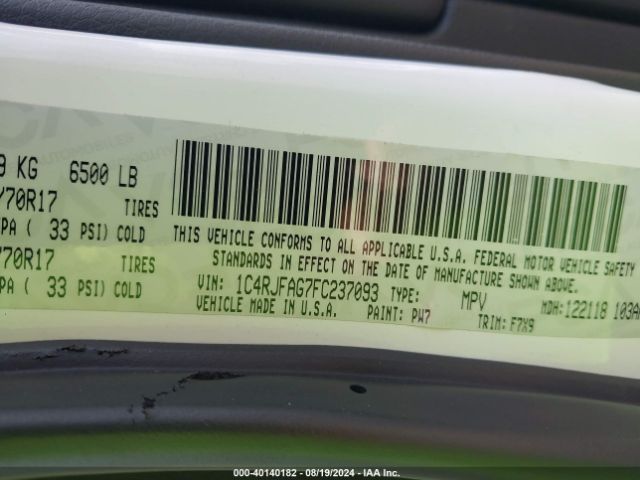 9 KG 6500 LB
/70R17 TIRES
PA ( 33 PSI) COLD
/70R17 TIRES
PA ( 33 PSI) COLD
THIS VEHICLE CONFORMS TO ALL APPLICABLE U.S.A. FEDERAL MOTOR VEHICLE SAFETY
STANDARDS IN EFFECT ON THE DATE OF MANUFACTURE SHOWN ABOVE.
VIN: 1C4RJFAG7FC237093 TYPE: MPV MDH: 122118 103A
VEHICLE MADE IN U.S.A. PAINT: PW7 TRIM: F7X9
000-40140182 - 08/19/2024 - IAA Inc.